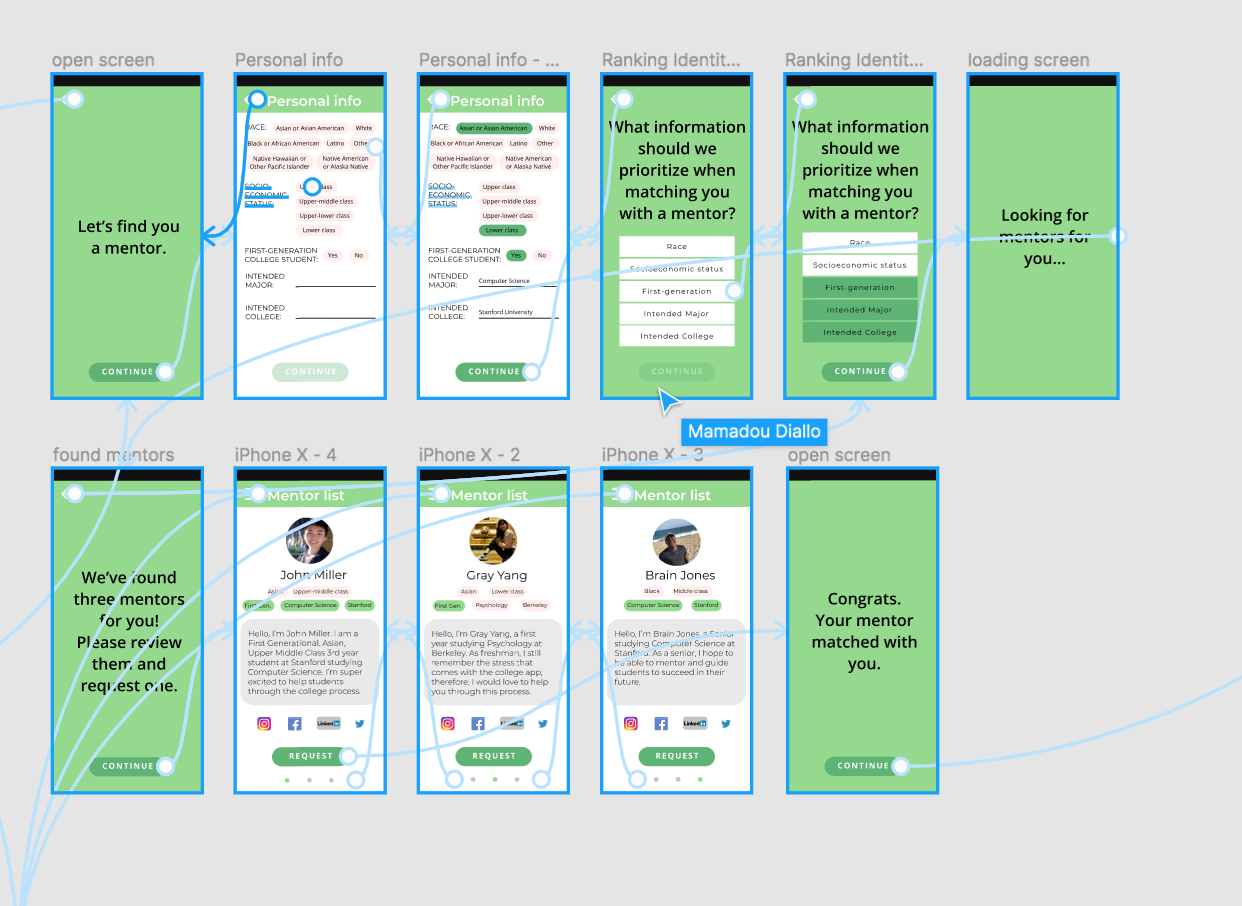 open screen
Personal info
Personal info - ...
Ranking Identit...
Ranking Identit...
loading screen
Let's find you
a mentor.
CONTINUE
Personal info
RACE:
Asian or Asian American
White
Black or African American
Latino
Other
Native Hawaiian or
Other Pacific Islander
Native American
or Alaska Native
SOCIO-
ECONOMIC
STATUS:
Upper-middle class
Upper-lower class
Lower class
FIRST-GENERATION
COLLEGE STUDENT:
Yes
No
INTENDED
MAJOR:
INTENDED
COLLEGE:
CONTINUE
Personal info
RACE:
Asian or Asian American
White
Black or African American
Latino
Other
Native Hawaiian or
Other Pacific Islander
Native American
or Alaska Native
SOCIO-
ECONOMIC
STATUS:
Upper class
Upper-middle class
Upper-lower class
Lower class
FIRST-GENERATION
COLLEGE STUDENT:
Yes
No
INTENDED
MAJOR:
Computer Science
INTENDED
COLLEGE:
Stanford University
CONTINUE
What information
should we
prioritize when
matching you
with a mentor?
Race
Socioeconomic status
First-generation
Intended Major
Intended College
CONTINUE
What information
should we
prioritize when
matching you
with a mentor?
Race
Socioeconomic status
First-generation
Intended Major
Intended College
CONTINUE
Looking for
mentors for
you...
Mamadou Diallo
found mentors
iPhone X - 4
iPhone X - 2
iPhone X - 3
open screen
We've found
three mentors
for you!
Please review
them and
request one.
CONTINUE
Mentor list
John Miller
Asian
Upper-middle class
First Gen.
Computer Science
Stanford
Hello, I'm John Miller. I am a
First Generational, Asian,
Upper Middle Class 3rd year
student at Stanford studying
Computer Science. I'm super
excited to help students
through the college process.
LinkedIn
REQUEST
Mentor list
Gray Yang
Asian
Lower class
First Gen.
Psychology
Berkeley
Hello, I'm Gray Yang, a first
year studying Psychology at
Berkeley. As freshman, I still
remember the stress that
comes with the college app;
therefore, I would love to help
you through this process.
LinkedIn
REQUEST
Mentor list
Brain Jones
Black
Middle class
Computer Science
Stanford
Hello, I'm Brain Jones, a Senior
studying Computer Science at
Stanford. As a senior, I hope to
be able to mentor and guide
students to succeed in their
future.
LinkedIn
REQUEST
Congrats.
Your mentor
matched with
you.
CONTINUE